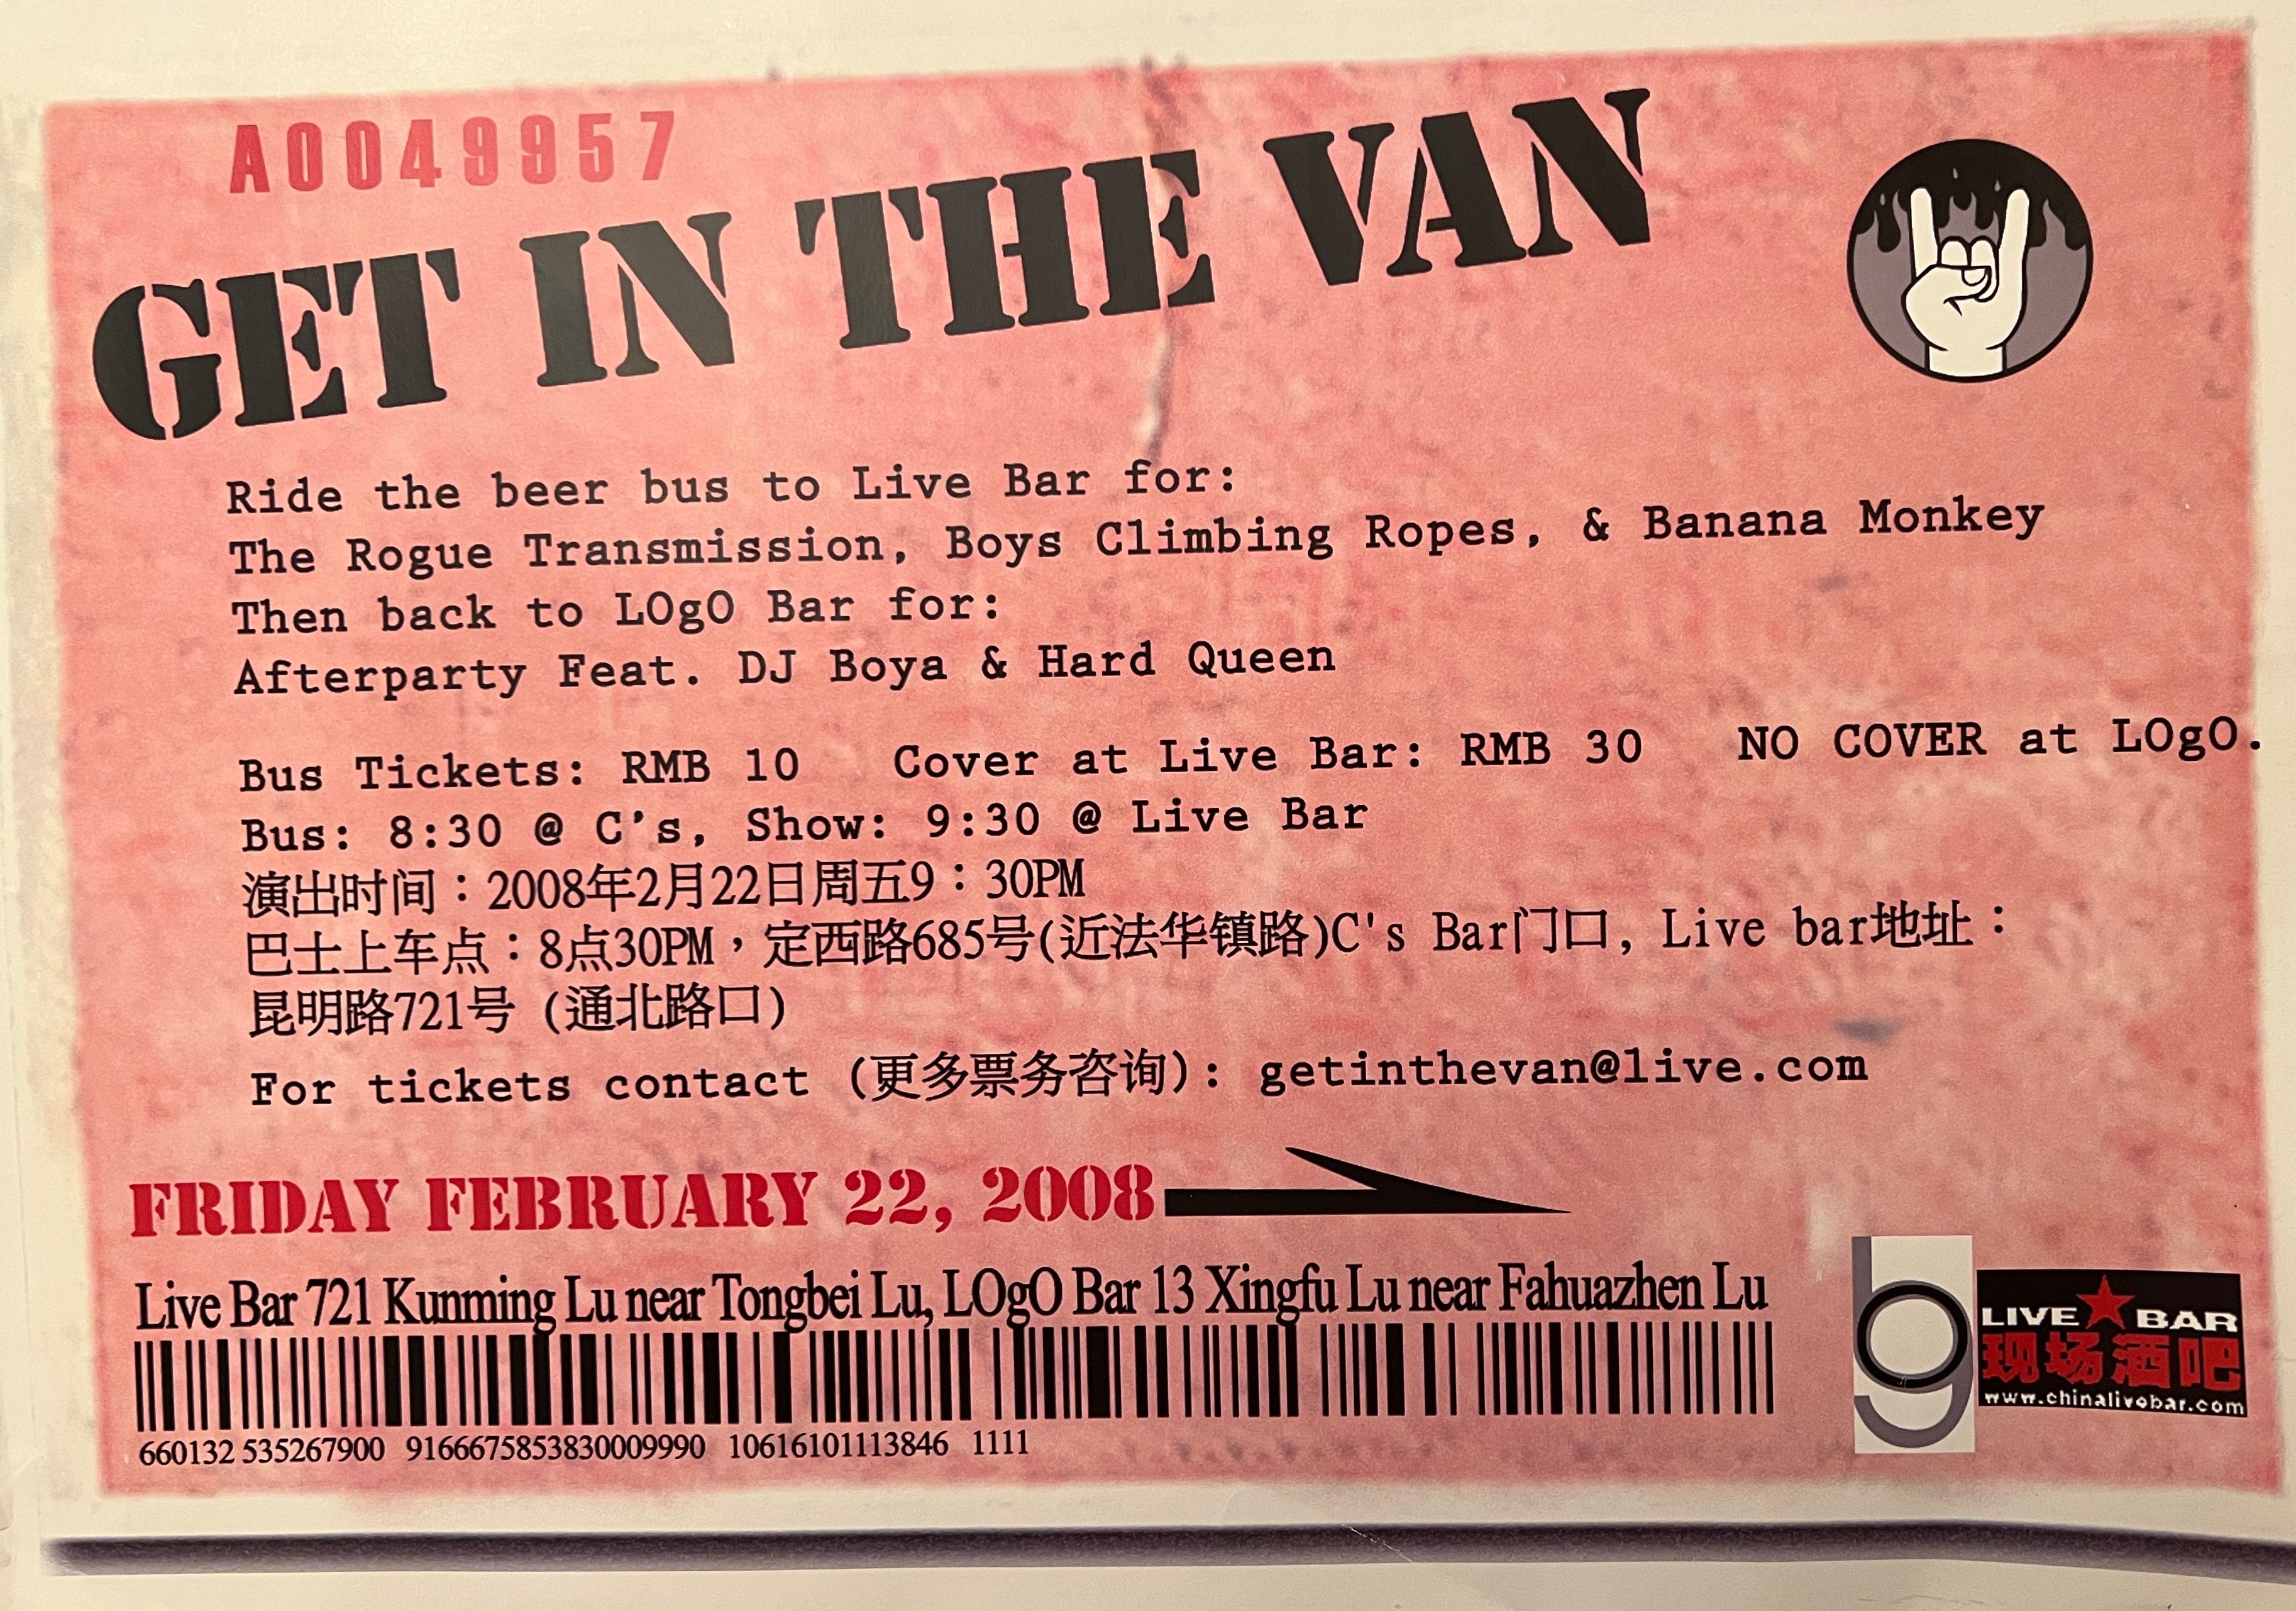 A0049957
GET IN THE VAN
Ride the beer bus to Live Bar for:
The Rogue Transmission, Boys Climbing Ropes, & Banana Monkey
Then back to LOgO Bar for:
Afterparty Feat. DJ Boya & Hard Queen
Bus Tickets: RMB 10 Cover at Live Bar: RMB 30 NO COVER at LOgO.
Bus: 8:30 @ C's, Show: 9:30 @ Live Bar
演出时间：2008年2月22日周五9：30PM
巴士上车点：8点30PM，定西路685号(近法华镇路)C's Bar门口, Live bar地址：
昆明路721号 (通北路口)
For tickets contact (更多票务咨询): getinthevan@live.com
FRIDAY FEBRUARY 22, 2008
Live Bar 721 Kunming Lu near Tongbei Lu, LOgO Bar 13 Xingfu Lu near Fahuazhen Lu
660132 535267900 9166675853830009990 10616101113846 1111
LIVE BAR
现场酒吧
www.chinalivebar.com